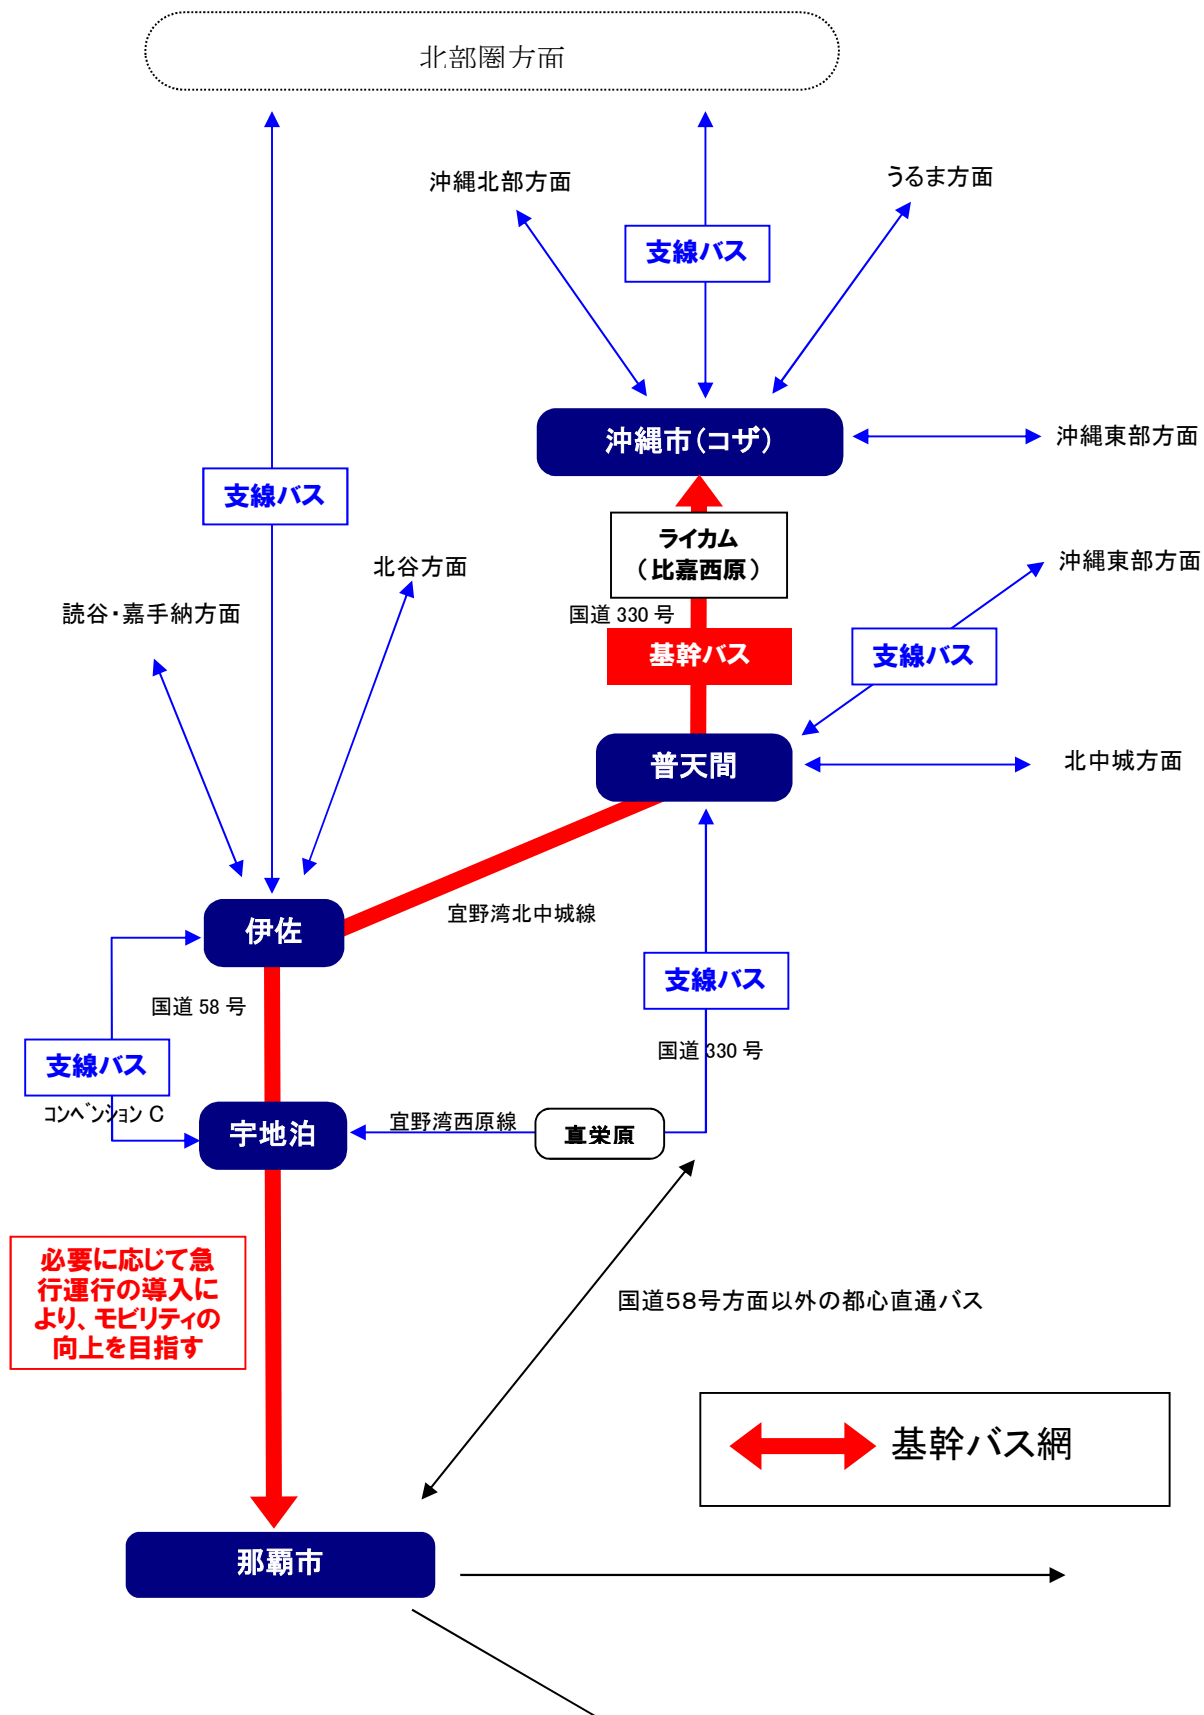 北部圏方面
沖縄北部方面
うるま方面
支線バス
沖縄市(コザ)
沖縄東部方面
支線バス
ライカム
(比嘉西原)
北谷方面
沖縄東部方面
読谷・嘉手納方面
国道 330 号
基幹バス
支線バス
普天間
北中城方面
宜野湾北中城線
伊佐
支線バス
国道 58 号
国道 330 号
支線バス
コンベンション C
宇地泊
宜野湾西原線
真栄原
必要に応じて急
行運行の導入に
より、モビリティの
向上を目指す
国道58号方面以外の都心直通バス
基幹バス網
那覇市